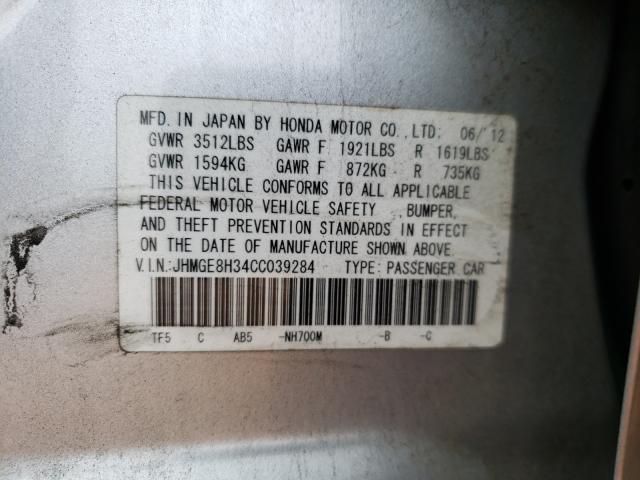 MFD. IN JAPAN BY HONDA MOTOR CO., LTD: 06/'12
GVWR 3512LBS GAWR F 1921LBS R 1619LBS
GVWR 1594KG GAWR F 872KG R 735KG
THIS VEHICLE CONFORMS TO ALL APPLICABLE
FEDERAL MOTOR VEHICLE SAFETY ,BUMPER,
AND THEFT PREVENTION STANDARDS IN EFFECT
ON THE DATE OF MANUFACTURE SHOWN ABOVE.
V.I.N.:JHMGE8H34CC039284 TYPE: PASSENGER CAR
TF5 C AB5 -NH700M -B -C